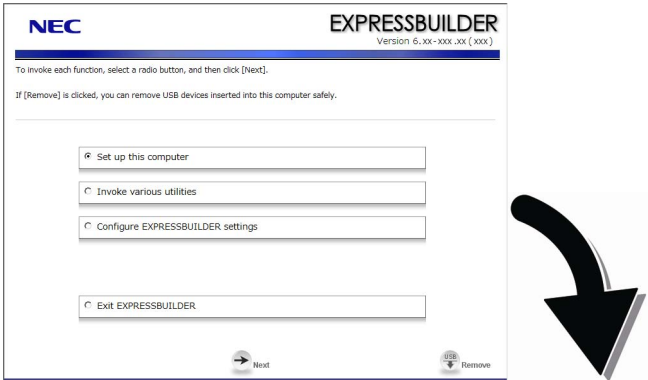 NEC
EXPRESSBUILDER
Version 6.xx-xxx.xx (xxx)
To invoke each function, select a radio button, and then click [Next].
If [Remove] is clicked, you can remove USB devices inserted into this computer safely.
Set up this computer
Invoke various utilities
Configure EXPRESSBUILDER settings
Exit EXPRESSBUILDER
Next
USB
Remove